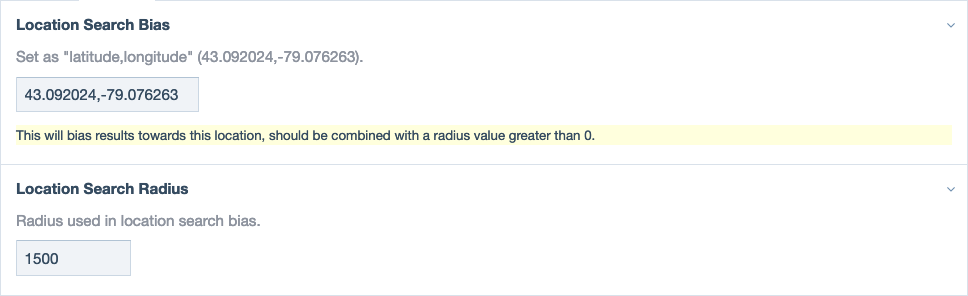 Location Search Bias
Set as "latitude,longitude" (43.092024,-79.076263).
43.092024,-79.076263
This will bias results towards this location, should be combined with a radius value greater than 0.
Location Search Radius
Radius used in location search bias.
1500